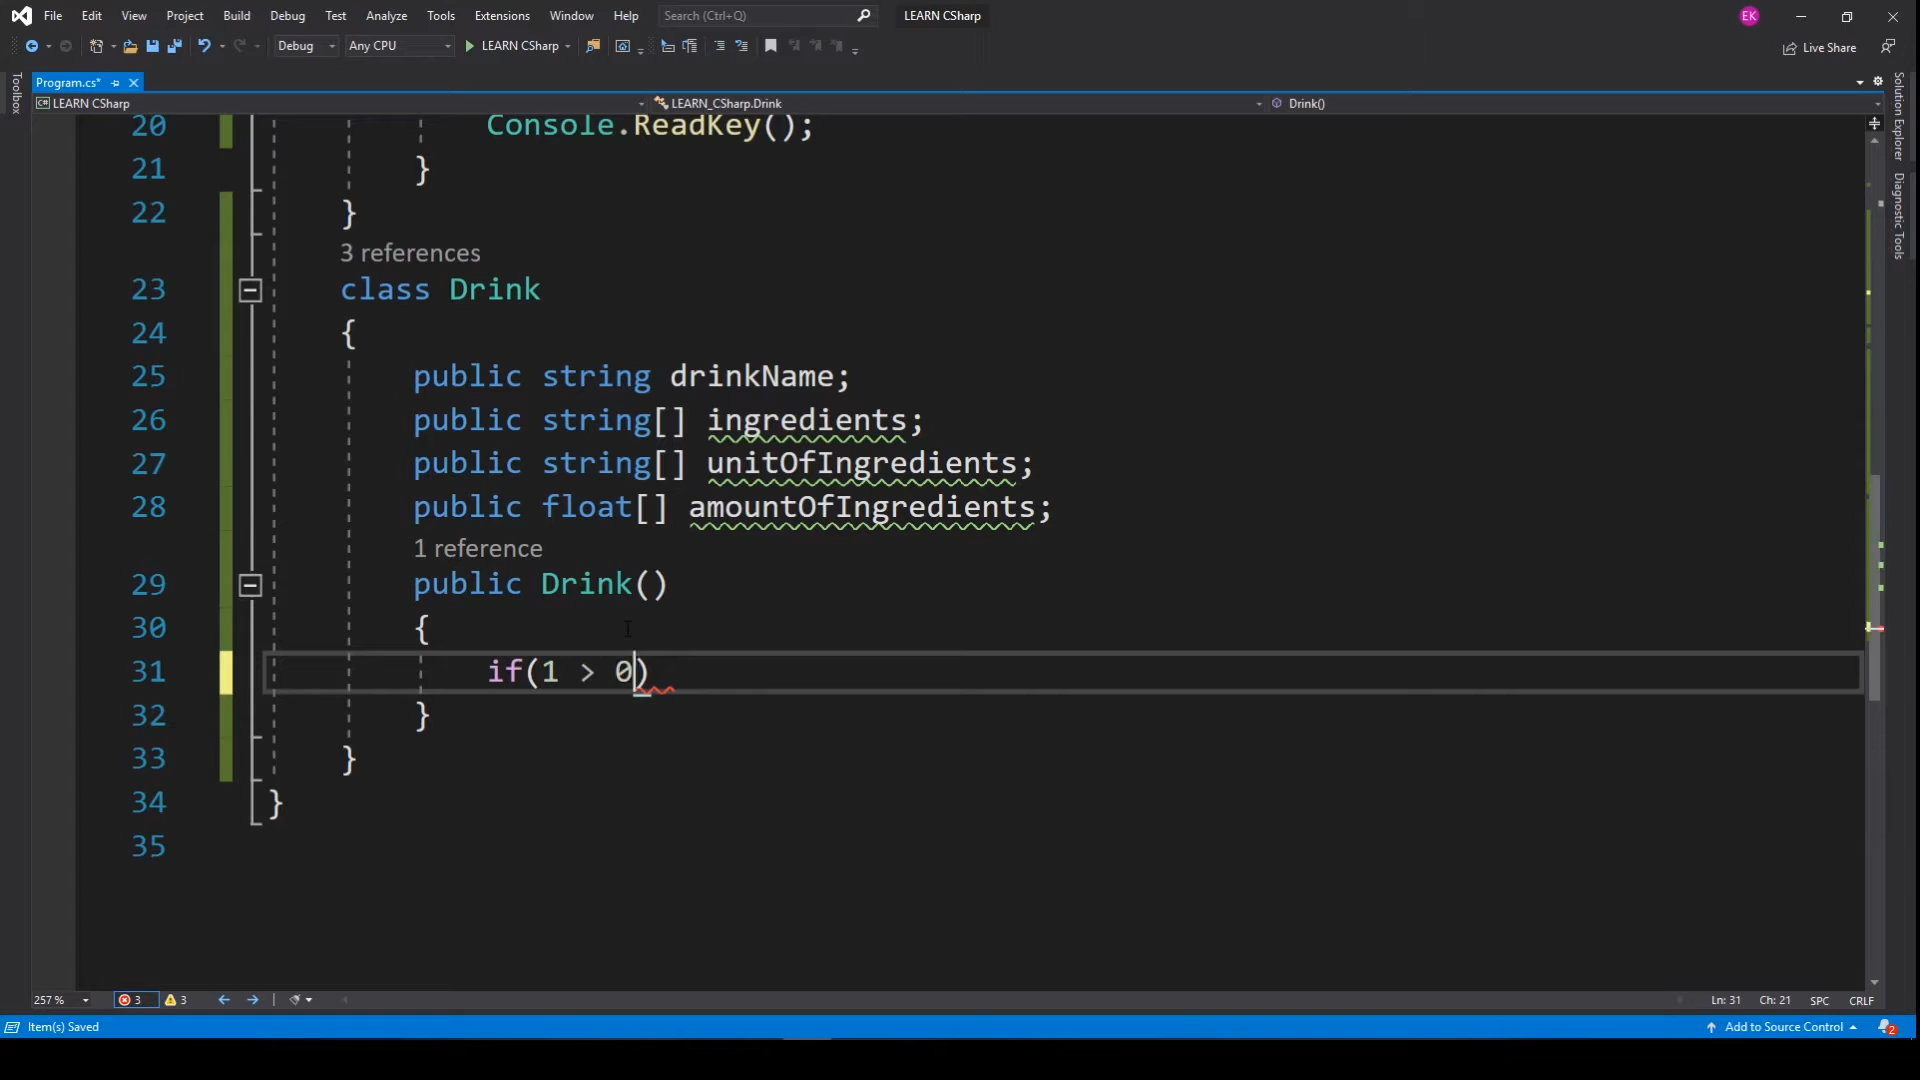 File Edit View Project Build Debug Test Analyze Tools Extensions Window Help Search (Ctrl+Q) LEARN CSharp EK
Debug Any CPU LEARN CSharp Live Share
Toolbox
Program.cs*
LEARN CSharp LEARN_CSharp.Drink Drink()
Solution Explorer
Diagnostic Tools
20 Console.ReadKey();
21 }
22 }
3 references
23 class Drink
24 {
25 public string drinkName;
26 public string[] ingredients;
27 public string[] unitOfIngredients;
28 public float[] amountOfIngredients;
1 reference
29 public Drink()
30 {
31 if(1 > 0)
32 }
33 }
34 }
35
257 % 3 3 Ln: 31 Ch: 21 SPC CRLF
Item(s) Saved Add to Source Control 2